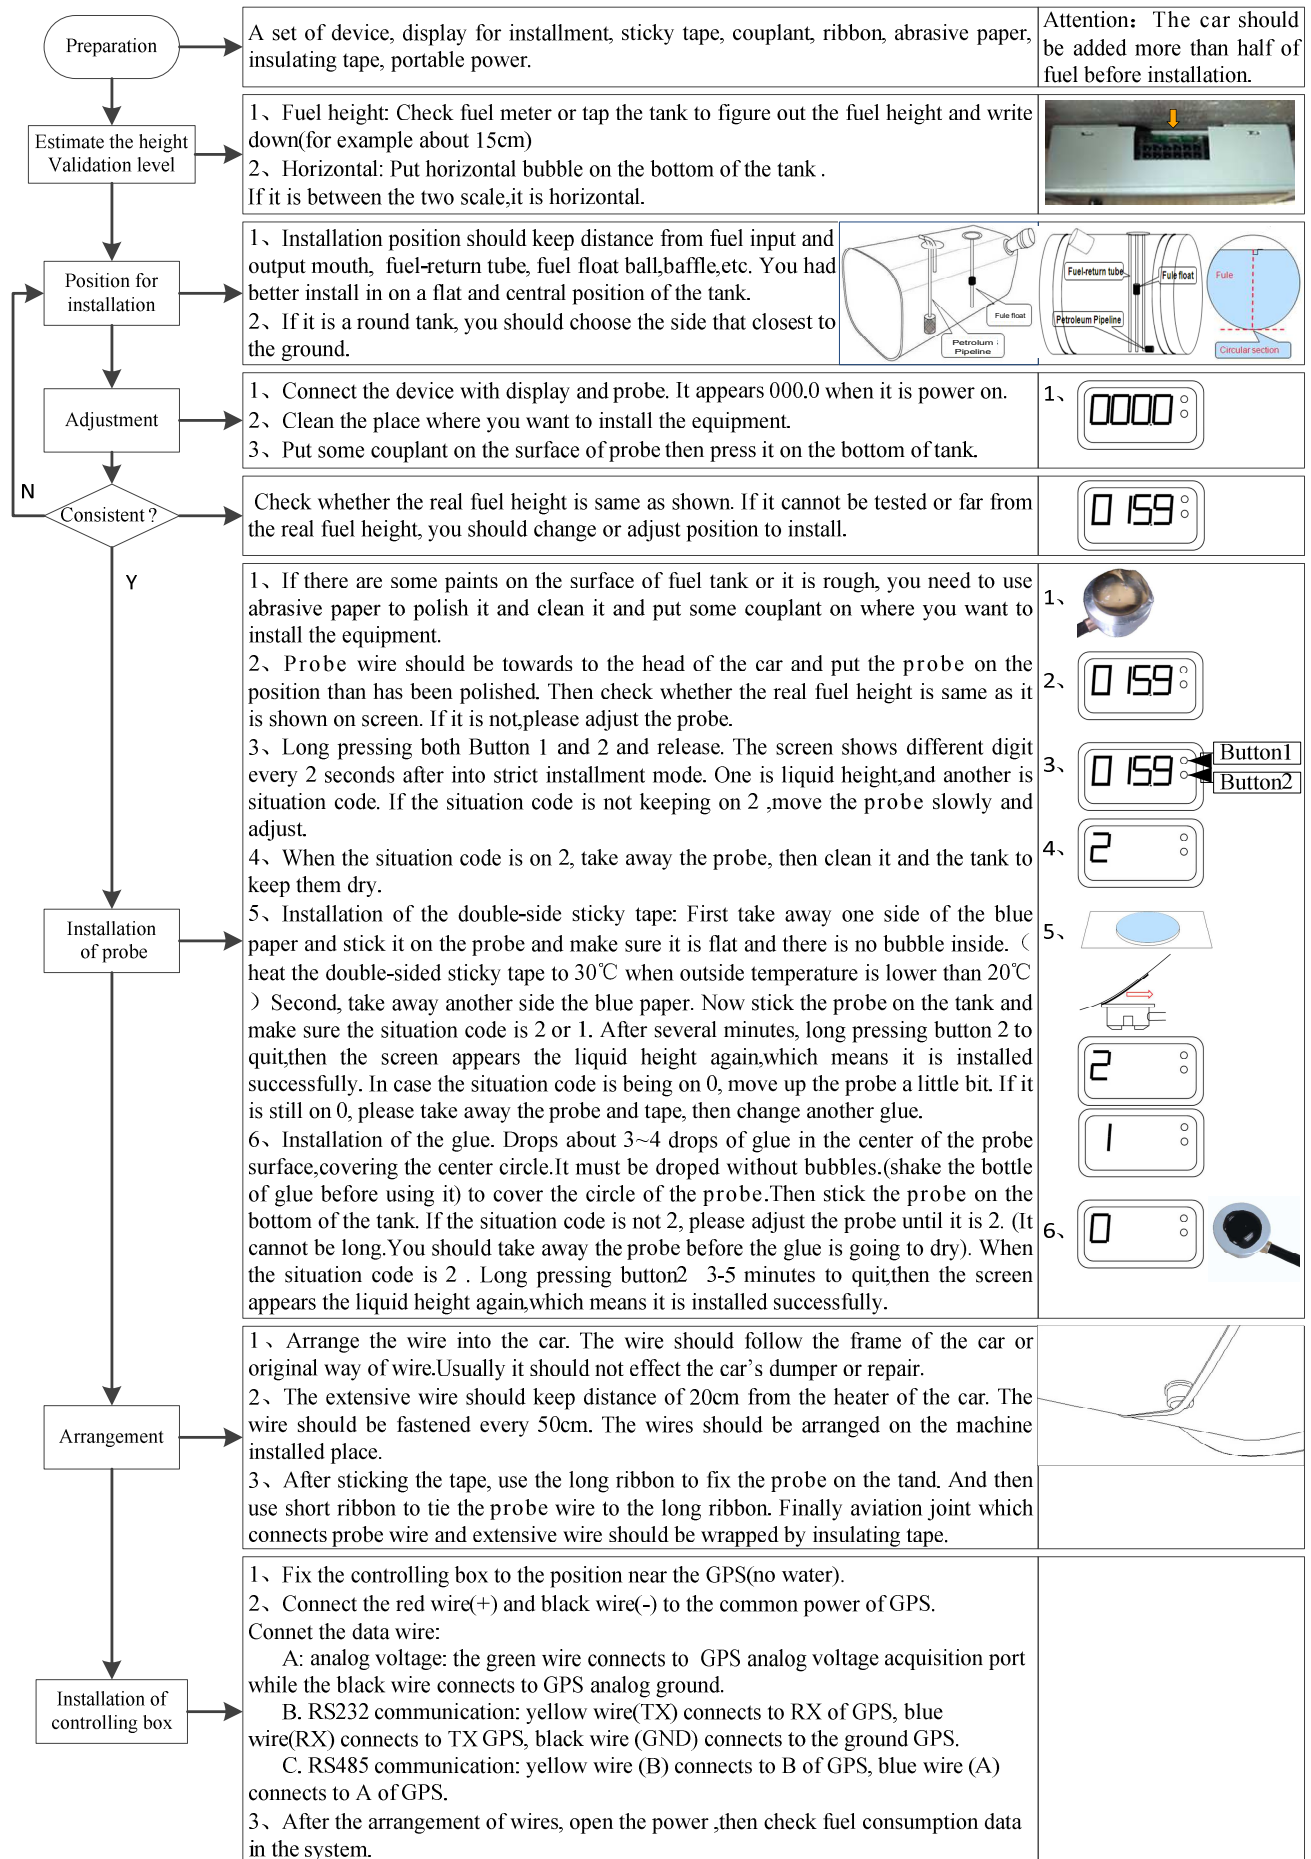 Preparation
A set of device, display for installment, sticky tape, couplant, ribbon, abrasive paper,
insulating tape, portable power.
Attention: The car should
be added more than half of
fuel before installation.
Estimate the height
Validation level
1、Fuel height: Check fuel meter or tap the tank to figure out the fuel height and write
down(for example about 15cm)
2、Horizontal: Put horizontal bubble on the bottom of the tank .
If it is between the two scale,it is horizontal.
Position for
installation
1、Installation position should keep distance from fuel input and
output mouth, fuel-return tube, fuel float ball,baffle,etc. You had
better install in on a flat and central position of the tank.
2、If it is a round tank, you should choose the side that closest to
the ground.
Fule float
Petrolum :
Pipeline
Fuel-return tube
Fule float
Petroleum Pipeline
Fule
Circular section
Adjustment
1、Connect the device with display and probe. It appears 000.0 when it is power on.
2、Clean the place where you want to install the equipment.
3、Put some couplant on the surface of probe then press it on the bottom of tank.
1、
000.0
N
Consistent ?
Check whether the real fuel height is same as shown. If it cannot be tested or far from
the real fuel height, you should change or adjust position to install.
015.9
Y
Installation
of probe
1、If there are some paints on the surface of fuel tank or it is rough, you need to use
abrasive paper to polish it and clean it and put some couplant on where you want to
install the equipment.
2、Probe wire should be towards to the head of the car and put the probe on the
position than has been polished. Then check whether the real fuel height is same as it
is shown on screen. If it is not,please adjust the probe.
3、Long pressing both Button 1 and 2 and release. The screen shows different digit
every 2 seconds after into strict installment mode. One is liquid height,and another is
situation code. If the situation code is not keeping on 2 ,move the probe slowly and
adjust.
4、When the situation code is on 2, take away the probe, then clean it and the tank to
keep them dry.
5、Installation of the double-side sticky tape: First take away one side of the blue
paper and stick it on the probe and make sure it is flat and there is no bubble inside.（
heat the double-sided sticky tape to 30℃ when outside temperature is lower than 20℃
）Second, take away another side the blue paper. Now stick the probe on the tank and
make sure the situation code is 2 or 1. After several minutes, long pressing button 2 to
quit,then the screen appears the liquid height again,which means it is installed
successfully. In case the situation code is being on 0, move up the probe a little bit. If it
is still on 0, please take away the probe and tape, then change another glue.
6、Installation of the glue. Drops about 3~4 drops of glue in the center of the probe
surface,covering the center circle.It must be droped without bubbles.(shake the bottle
of glue before using it) to cover the circle of the probe.Then stick the probe on the
bottom of the tank. If the situation code is not 2, please adjust the probe until it is 2. (It
cannot be long.You should take away the probe before the glue is going to dry). When
the situation code is 2 . Long pressing button2 3-5 minutes to quit,then the screen
appears the liquid height again,which means it is installed successfully.
1、
2、
015.9
3、
015.9
Button1
Button2
4、
2
5、
2
1
6、
0
Arrangement
1、Arrange the wire into the car. The wire should follow the frame of the car or
original way of wire.Usually it should not effect the car's dumper or repair.
2、The extensive wire should keep distance of 20cm from the heater of the car. The
wire should be fastened every 50cm. The wires should be arranged on the machine
installed place.
3、After sticking the tape, use the long ribbon to fix the probe on the tand. And then
use short ribbon to tie the probe wire to the long ribbon. Finally aviation joint which
connects probe wire and extensive wire should be wrapped by insulating tape.
Installation of
controlling box
1、Fix the controlling box to the position near the GPS(no water).
2、Connect the red wire(+) and black wire(-) to the common power of GPS.
Connet the data wire:
A: analog voltage: the green wire connects to GPS analog voltage acquisition port
while the black wire connects to GPS analog ground.
B. RS232 communication: yellow wire(TX) connects to RX of GPS, blue
wire(RX) connects to TX GPS, black wire (GND) connects to the ground GPS.
C. RS485 communication: yellow wire (B) connects to B of GPS, blue wire (A)
connects to A of GPS.
3、After the arrangement of wires, open the power ,then check fuel consumption data
in the system.